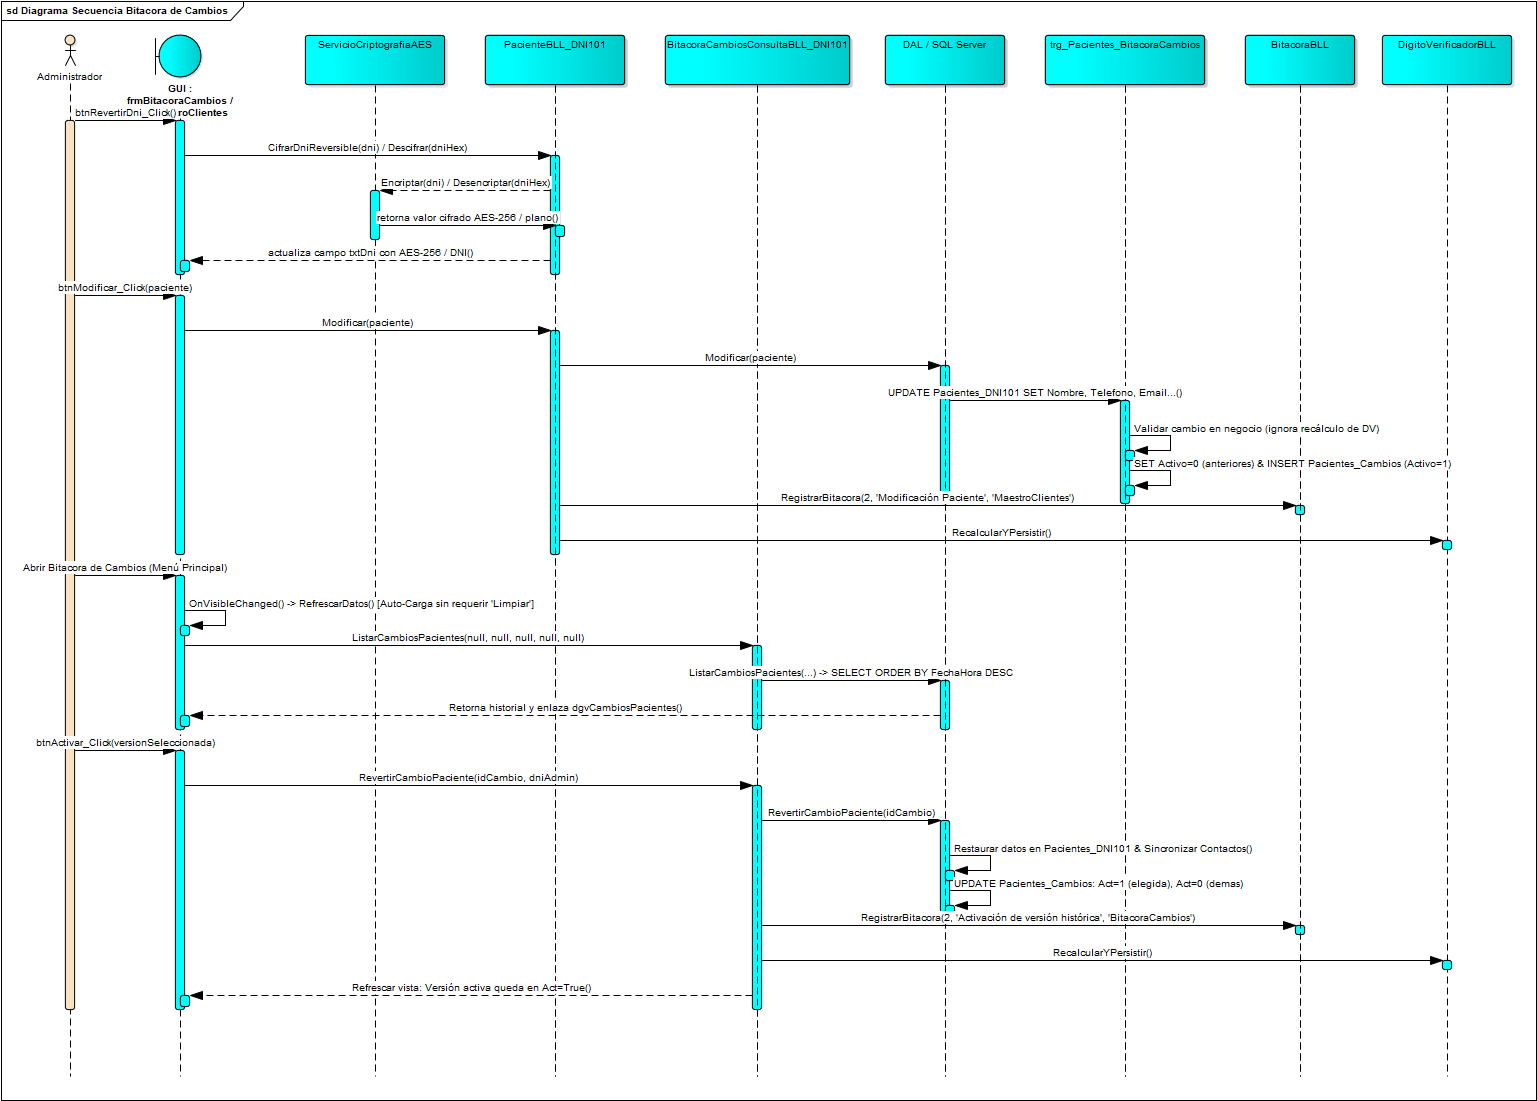 sd Diagrama Secuencia Bitacora de Cambios
Administrador
GUI :
frmBitacoraCambios /
roClientes
ServicioCriptografiaAES
PacienteBLL_DNI101
BitacoraCambiosConsultaBLL_DNI101
DAL / SQL Server
trg_Pacientes_BitacoraCambios
BitacoraBLL
DigitoVerificadorBLL
btnRevertirDni_Click()
CifrarDniReversible(dni) / Descifrar(dniHex)
Encriptar(dni) / Desencriptar(dniHex)
retorna valor cifrado AES-256 / plano()
actualiza campo txtDni con AES-256 / DNI()
btnModificar_Click(paciente)
Modificar(paciente)
Modificar(paciente)
UPDATE Pacientes_DNI101 SET Nombre, Telefono, Email...()
Validar cambio en negocio (ignora recálculo de DV)
SET Activo=0 (anteriores) & INSERT Pacientes_Cambios (Activo=1)
RegistrarBitacora(2, 'Modificación Paciente', 'MaestroClientes')
RecalcularYPersistir()
Abrir Bitacora de Cambios (Menú Principal)
OnVisibleChanged() -> RefrescarDatos() [Auto-Carga sin requerir 'Limpiar']
ListarCambiosPacientes(null, null, null, null, null)
ListarCambiosPacientes(...) -> SELECT ORDER BY FechaHora DESC
Retorna historial y enlaza dgvCambiosPacientes()
btnActivar_Click(versionSeleccionada)
RevertirCambioPaciente(idCambio, dniAdmin)
RevertirCambioPaciente(idCambio)
Restaurar datos en Pacientes_DNI101 & Sincronizar Contactos()
UPDATE Pacientes_Cambios: Act=1 (elegida), Act=0 (demas)
RegistrarBitacora(2, 'Activación de versión histórica', 'BitacoraCambios')
RecalcularYPersistir()
Refrescar vista: Versión activa queda en Act=True()